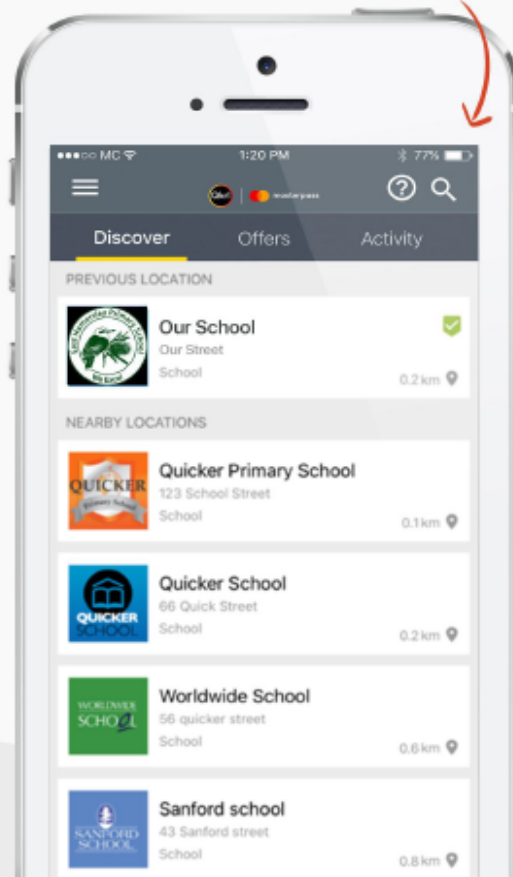 MC 1:20 PM 77%
Qkr! masterpass
Discover Offers Activity
PREVIOUS LOCATION
Our School
Our Street
School
0.2 km
NEARBY LOCATIONS
QUICKER
Primary School
Quicker Primary School
123 School Street
School
0.1 km
QUICKER
SCHOOL
Quicker School
66 Quick Street
School
0.2 km
WORLDWIDE
SCHOOL
Worldwide School
56 quicker street
School
0.6 km
SANFORD
SCHOOL
Sanford school
43 Sanford street
School
0.8 km